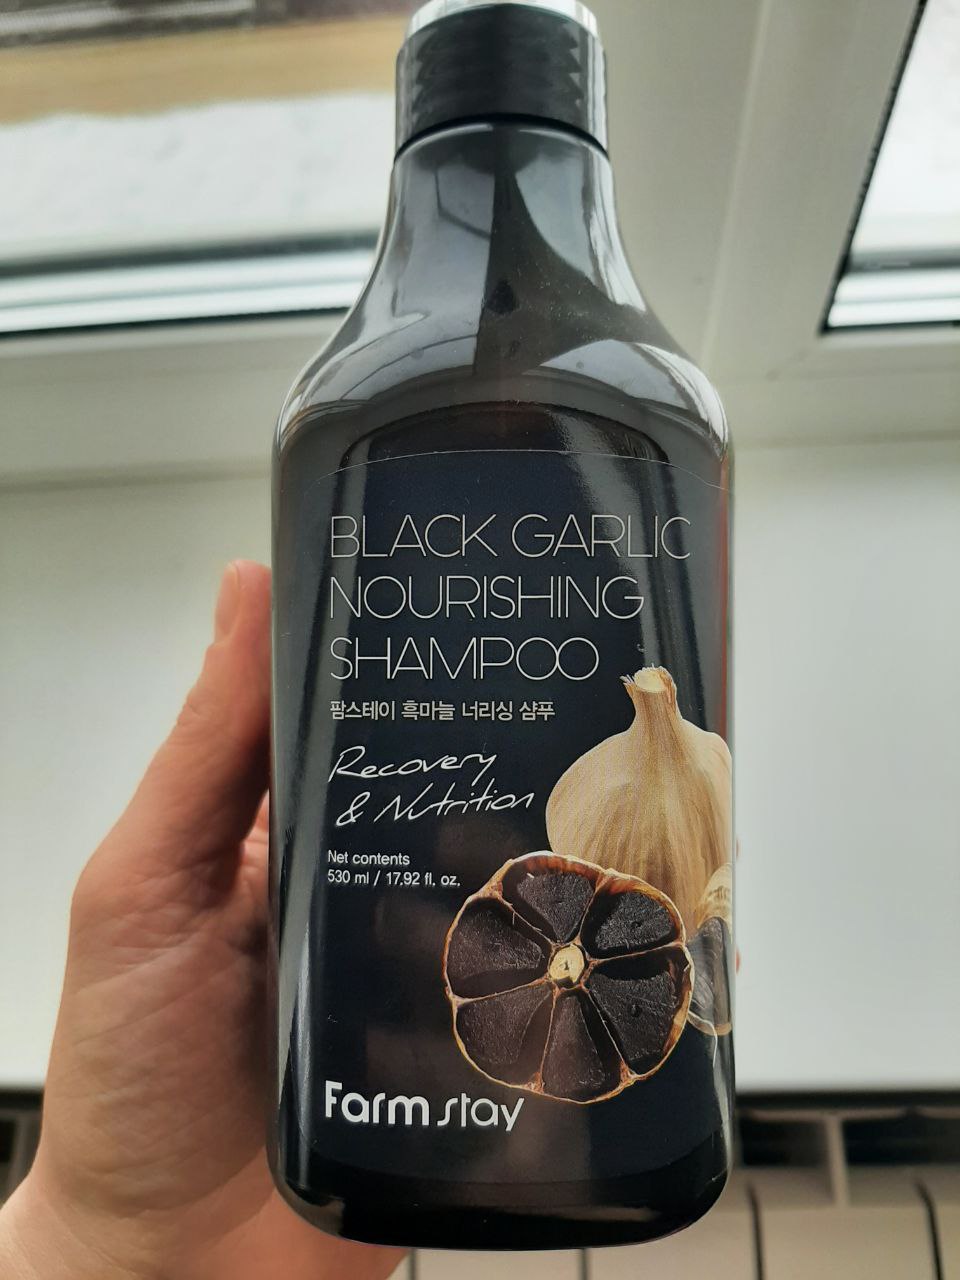 BLACK GARLIC
NOURISHING
SHAMPOO
팜스테이 흑마늘 너리싱 샴푸
Recovery
& Nutrition
Net contents
530 ml / 17.92 fl. oz.
Farm stay